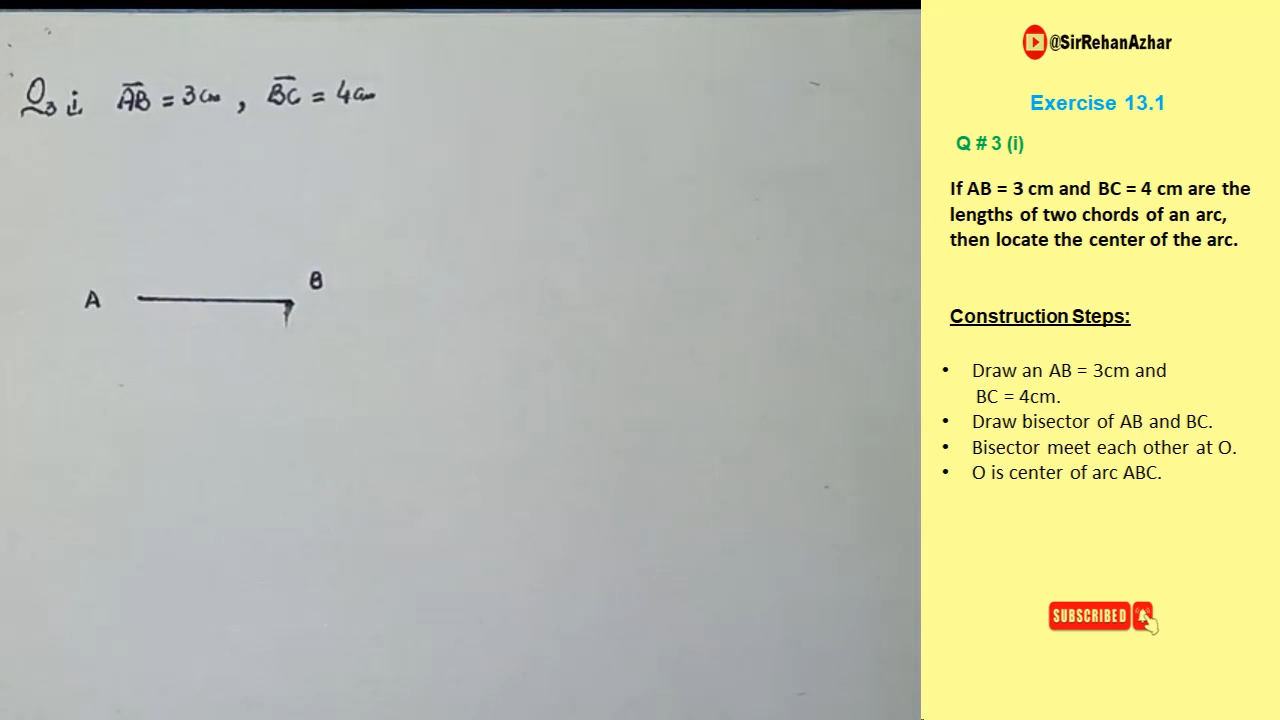 Q3 i. AB = 3cm, BC = 4cm
A
B
@SirRehanAzhar
Exercise 13.1
Q # 3 (i)
If AB = 3 cm and BC = 4 cm are the
lengths of two chords of an arc,
then locate the center of the arc.
Construction Steps:
• Draw an AB = 3cm and
BC = 4cm.
• Draw bisector of AB and BC.
• Bisector meet each other at O.
• O is center of arc ABC.
SUBSCRIBED